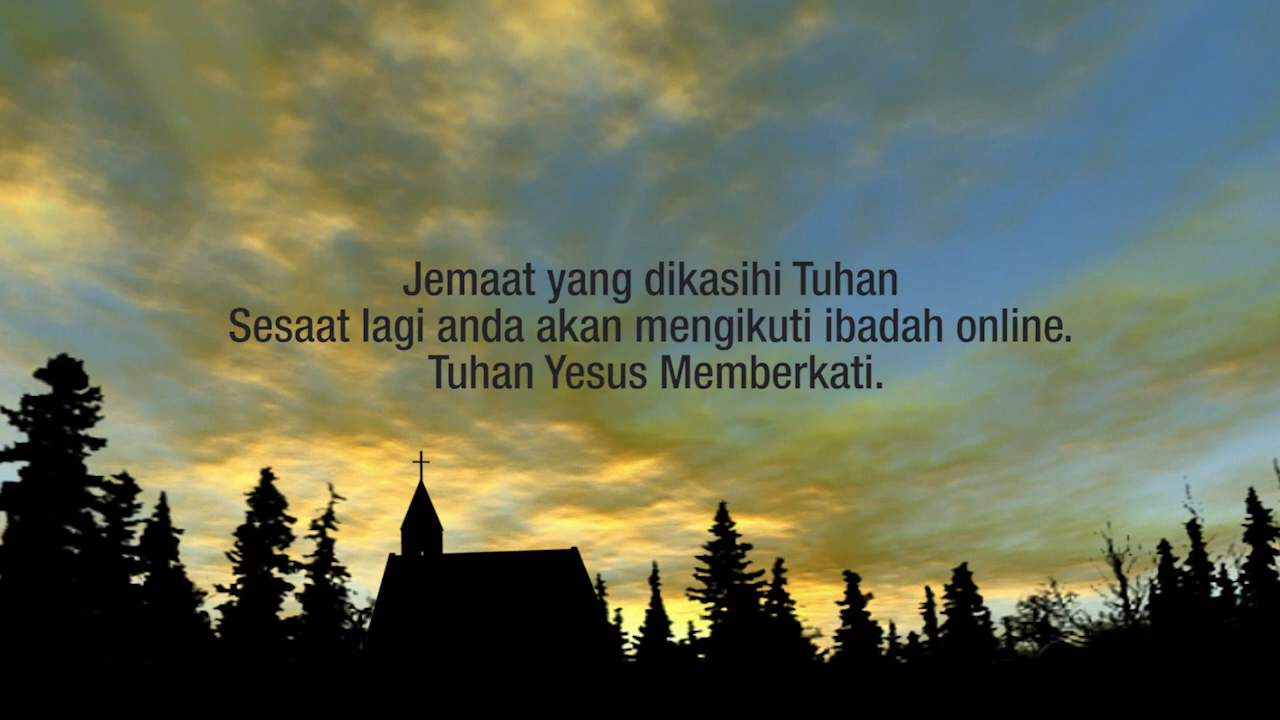 Jemaat yang dikasihi Tuhan
Sesaat lagi anda akan mengikuti ibadah online.
Tuhan Yesus Memberkati.